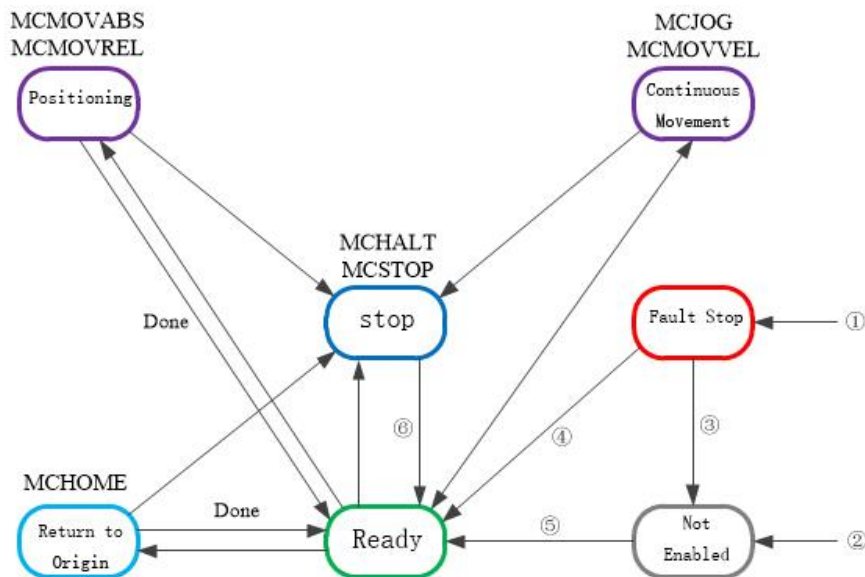 MCMOVABS
MCMOVREL
Positioning
MCJOG
MCMOVVEL
Continuous
Movement
MCHALT
MCSTOP
stop
Done
Fault Stop
①
⑥
④
③
MCHOME
Return to
Origin
Done
Ready
⑤
Not
Enabled
②